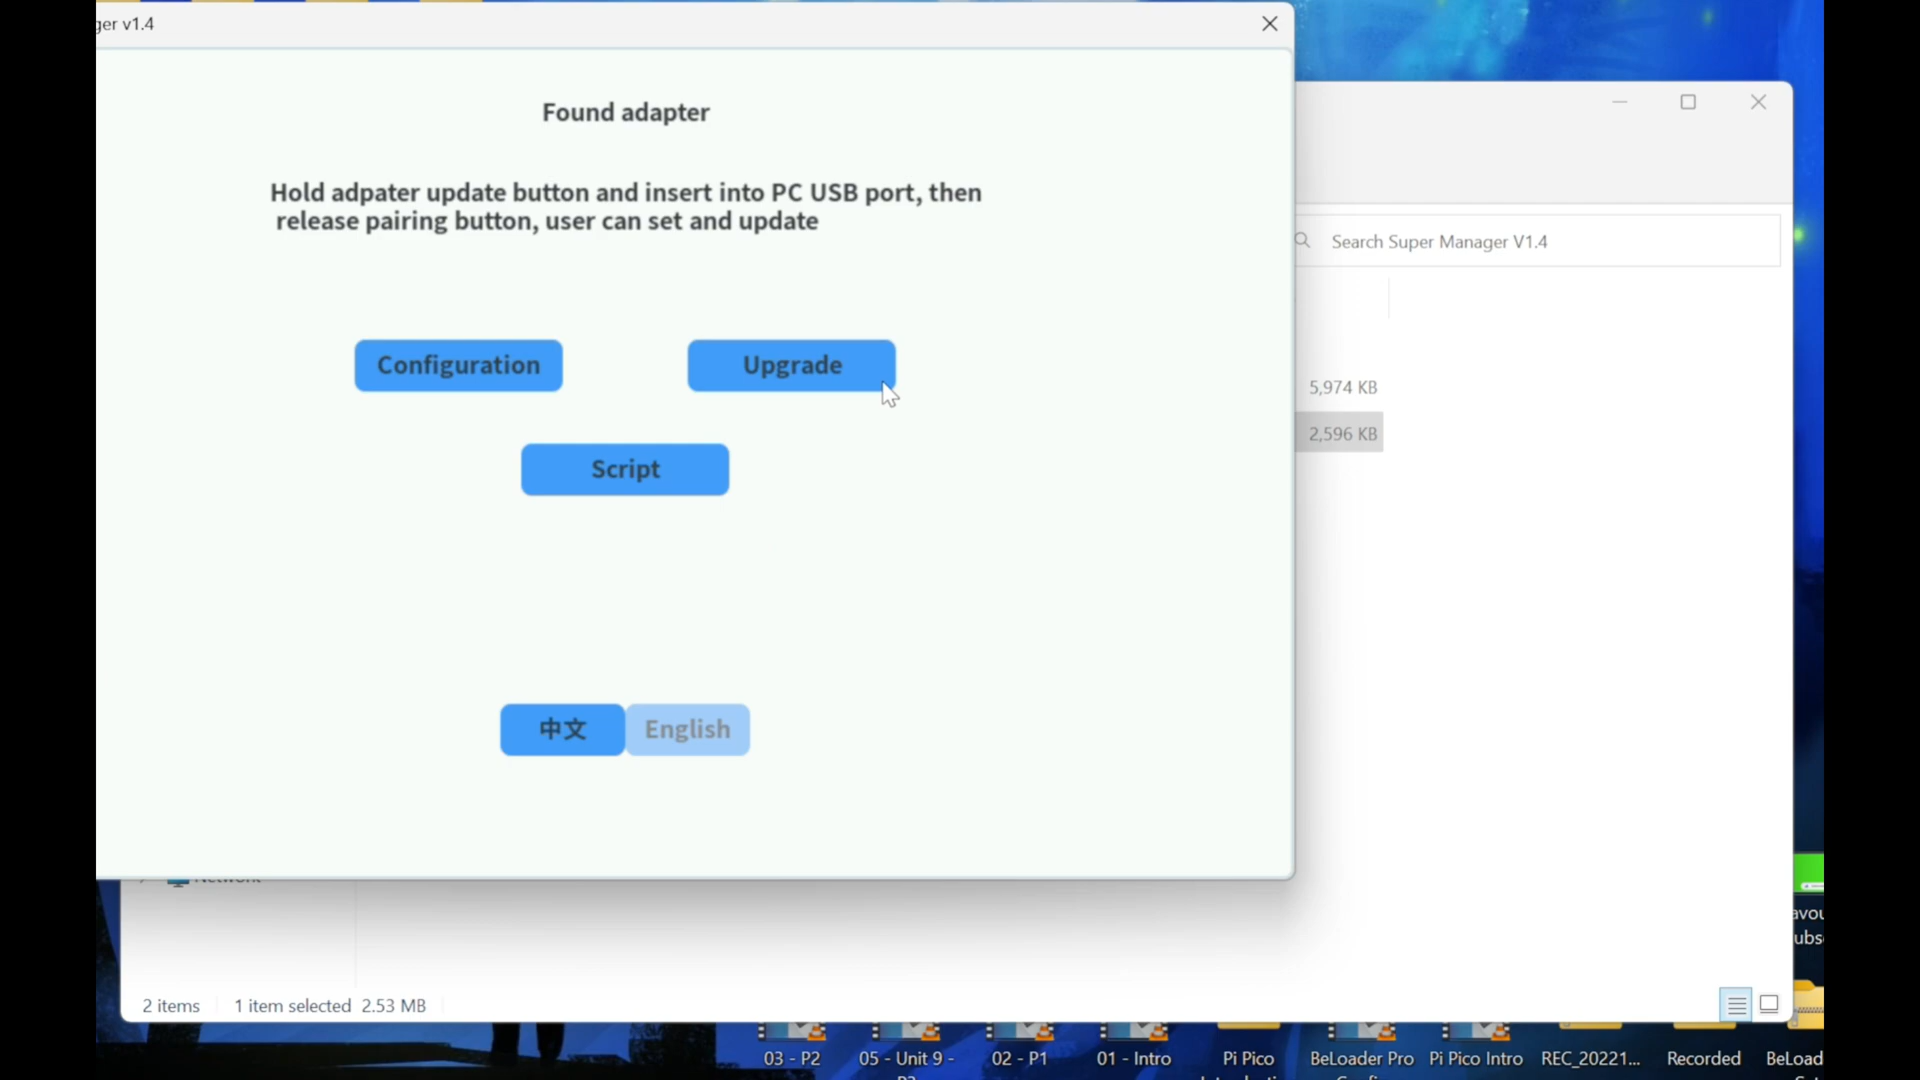 ger v1.4
Found adapter
Hold adpater update button and insert into PC USB port, then
release pairing button, user can set and update
Configuration
Upgrade
Script
中文
English
Search Super Manager V1.4
5,974 KB
2,596 KB
Network
2 items
1 item selected 2.53 MB
avou
ubs
03 - P2
05 - Unit 9 -
02 - P1
01 - Intro
Pi Pico
BeLoader Pro
Pi Pico Intro
REC_20221...
Recorded
BeLoad